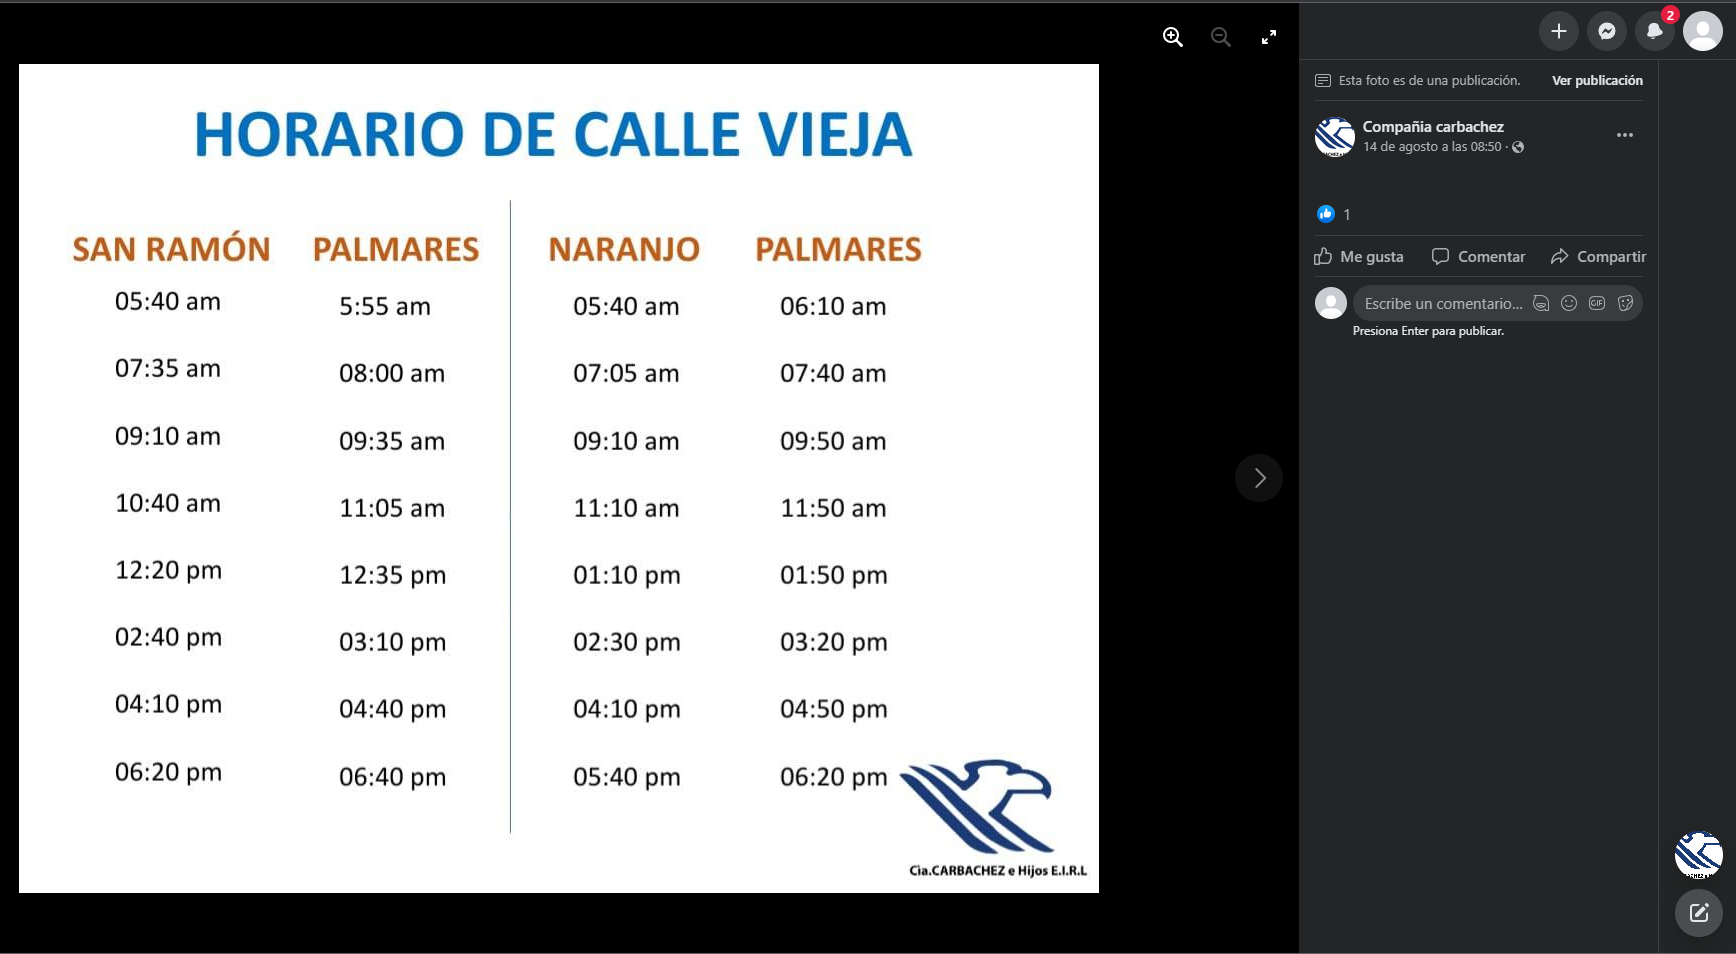 HORARIO DE CALLE VIEJA
SAN RAMÓN PALMARES NARANJO PALMARES
05:40 am 5:55 am 05:40 am 06:10 am
07:35 am 08:00 am 07:05 am 07:40 am
09:10 am 09:35 am 09:10 am 09:50 am
10:40 am 11:05 am 11:10 am 11:50 am
12:20 pm 12:35 pm 01:10 pm 01:50 pm
02:40 pm 03:10 pm 02:30 pm 03:20 pm
04:10 pm 04:40 pm 04:10 pm 04:50 pm
06:20 pm 06:40 pm 05:40 pm 06:20 pm
Cia.CARBACHEZ e Hijos E.I.R.L
2
Esta foto es de una publicación. Ver publicación
Compañia carbachez
14 de agosto a las 08:50 ·
1
Me gusta Comentar Compartir
Escribe un comentario... GIF
Presiona Enter para publicar.